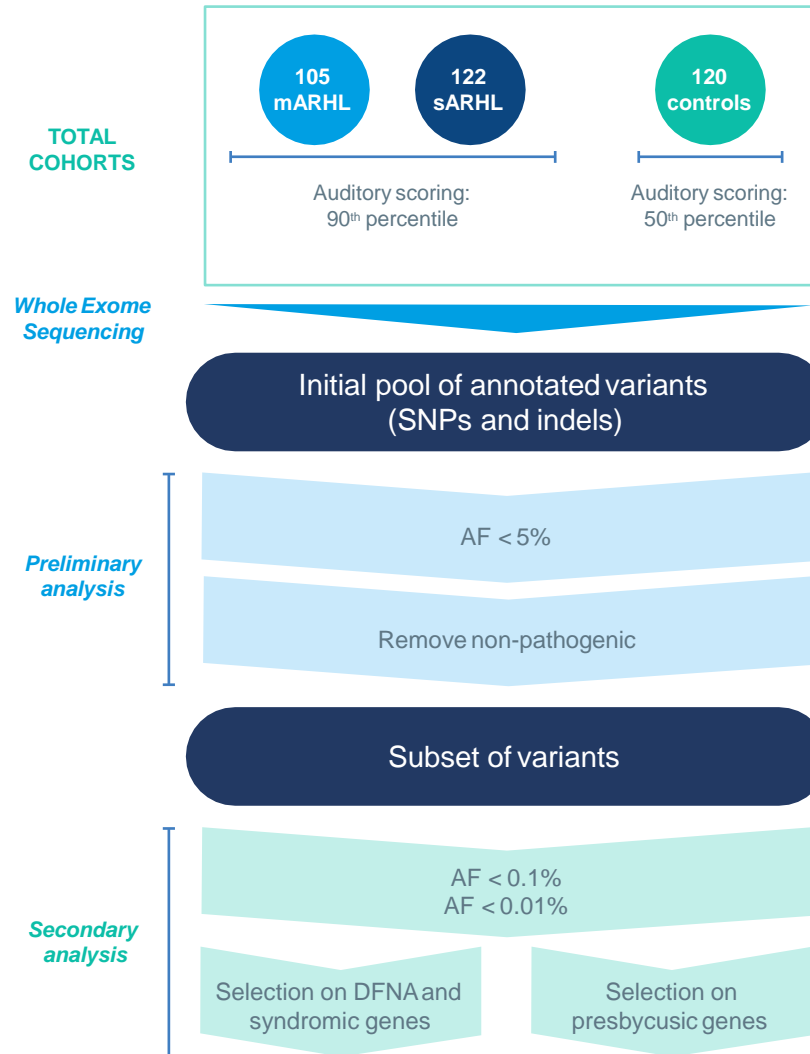 105
mARHL
122
sARHL
120
controls
TOTAL
COHORTS
Auditory scoring:
90th percentile
Auditory scoring:
50th percentile
Whole Exome
Sequencing
Initial pool of annotated variants
(SNPs and indels)
AF < 5%
Preliminary
analysis
Remove non-pathogenic
Subset of variants
AF < 0.1%
AF < 0.01%
Secondary
analysis
Selection on DFNA and
syndromic genes
Selection on
presbycusic genes